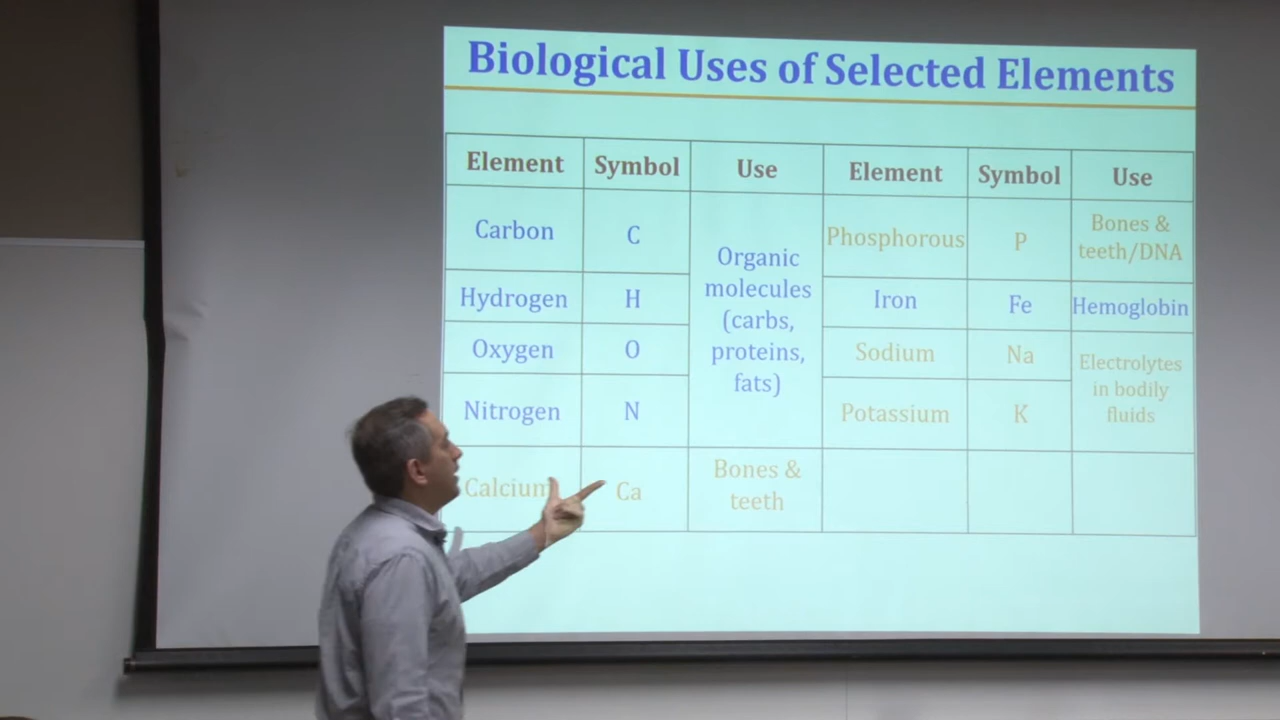 Biological Uses of Selected Elements
Element Symbol Use Element Symbol Use
Carbon C Organic molecules (carbs, proteins, fats) Phosphorous P Bones & teeth/DNA
Hydrogen H Iron Fe Hemoglobin
Oxygen O Sodium Na Electrolytes in bodily fluids
Nitrogen N Potassium K
Calcium Ca Bones & teeth